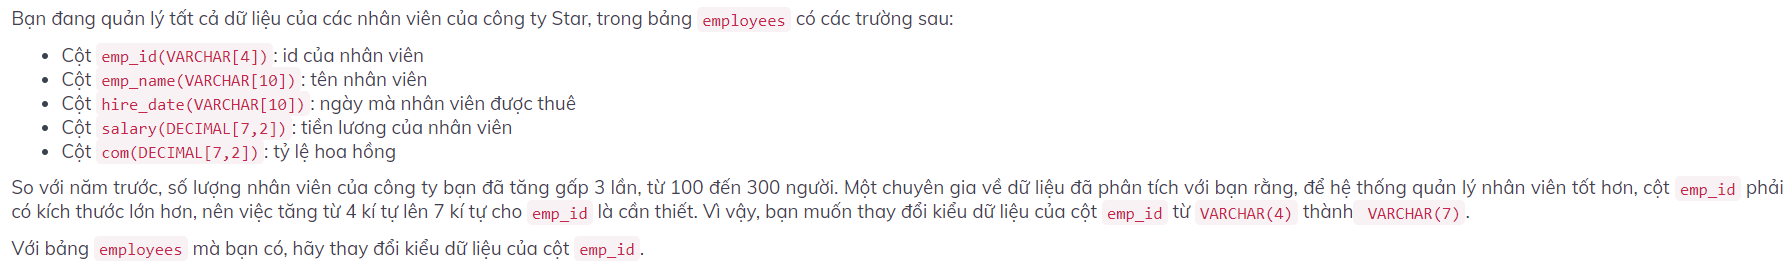 Bạn đang quản lý tất cả dữ liệu của các nhân viên của công ty Star, trong bảng employees có các trường sau:
• Cột emp_id(VARCHAR[4]): id của nhân viên
• Cột emp_name(VARCHAR[10]): tên nhân viên
• Cột hire_date(VARCHAR[10]): ngày mà nhân viên được thuê
• Cột salary(DECIMAL[7,2]): tiền lương của nhân viên
• Cột com(DECIMAL[7,2]): tỷ lệ hoa hồng
So với năm trước, số lượng nhân viên của công ty bạn đã tăng gấp 3 lần, từ 100 đến 300 người. Một chuyên gia về dữ liệu đã phân tích với bạn rằng, để hệ thống quản lý nhân viên tốt hơn, cột emp_id phải
có kích thước lớn hơn, nên việc tăng từ 4 kí tự lên 7 kí tự cho emp_id là cần thiết. Vì vậy, bạn muốn thay đổi kiểu dữ liệu của cột emp_id từ VARCHAR(4) thành VARCHAR(7).
Với bảng employees mà bạn có, hãy thay đổi kiểu dữ liệu của cột emp_id.